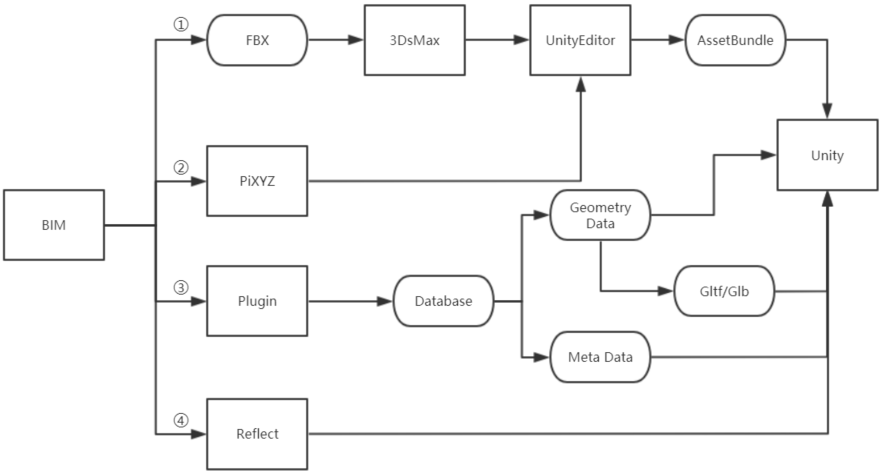 ①
FBX
3DsMax
UnityEditor
AssetBundle
Unity
②
PiXYZ
BIM
Geometry
Data
③
Plugin
Database
Gltf/Glb
Meta Data
④
Reflect